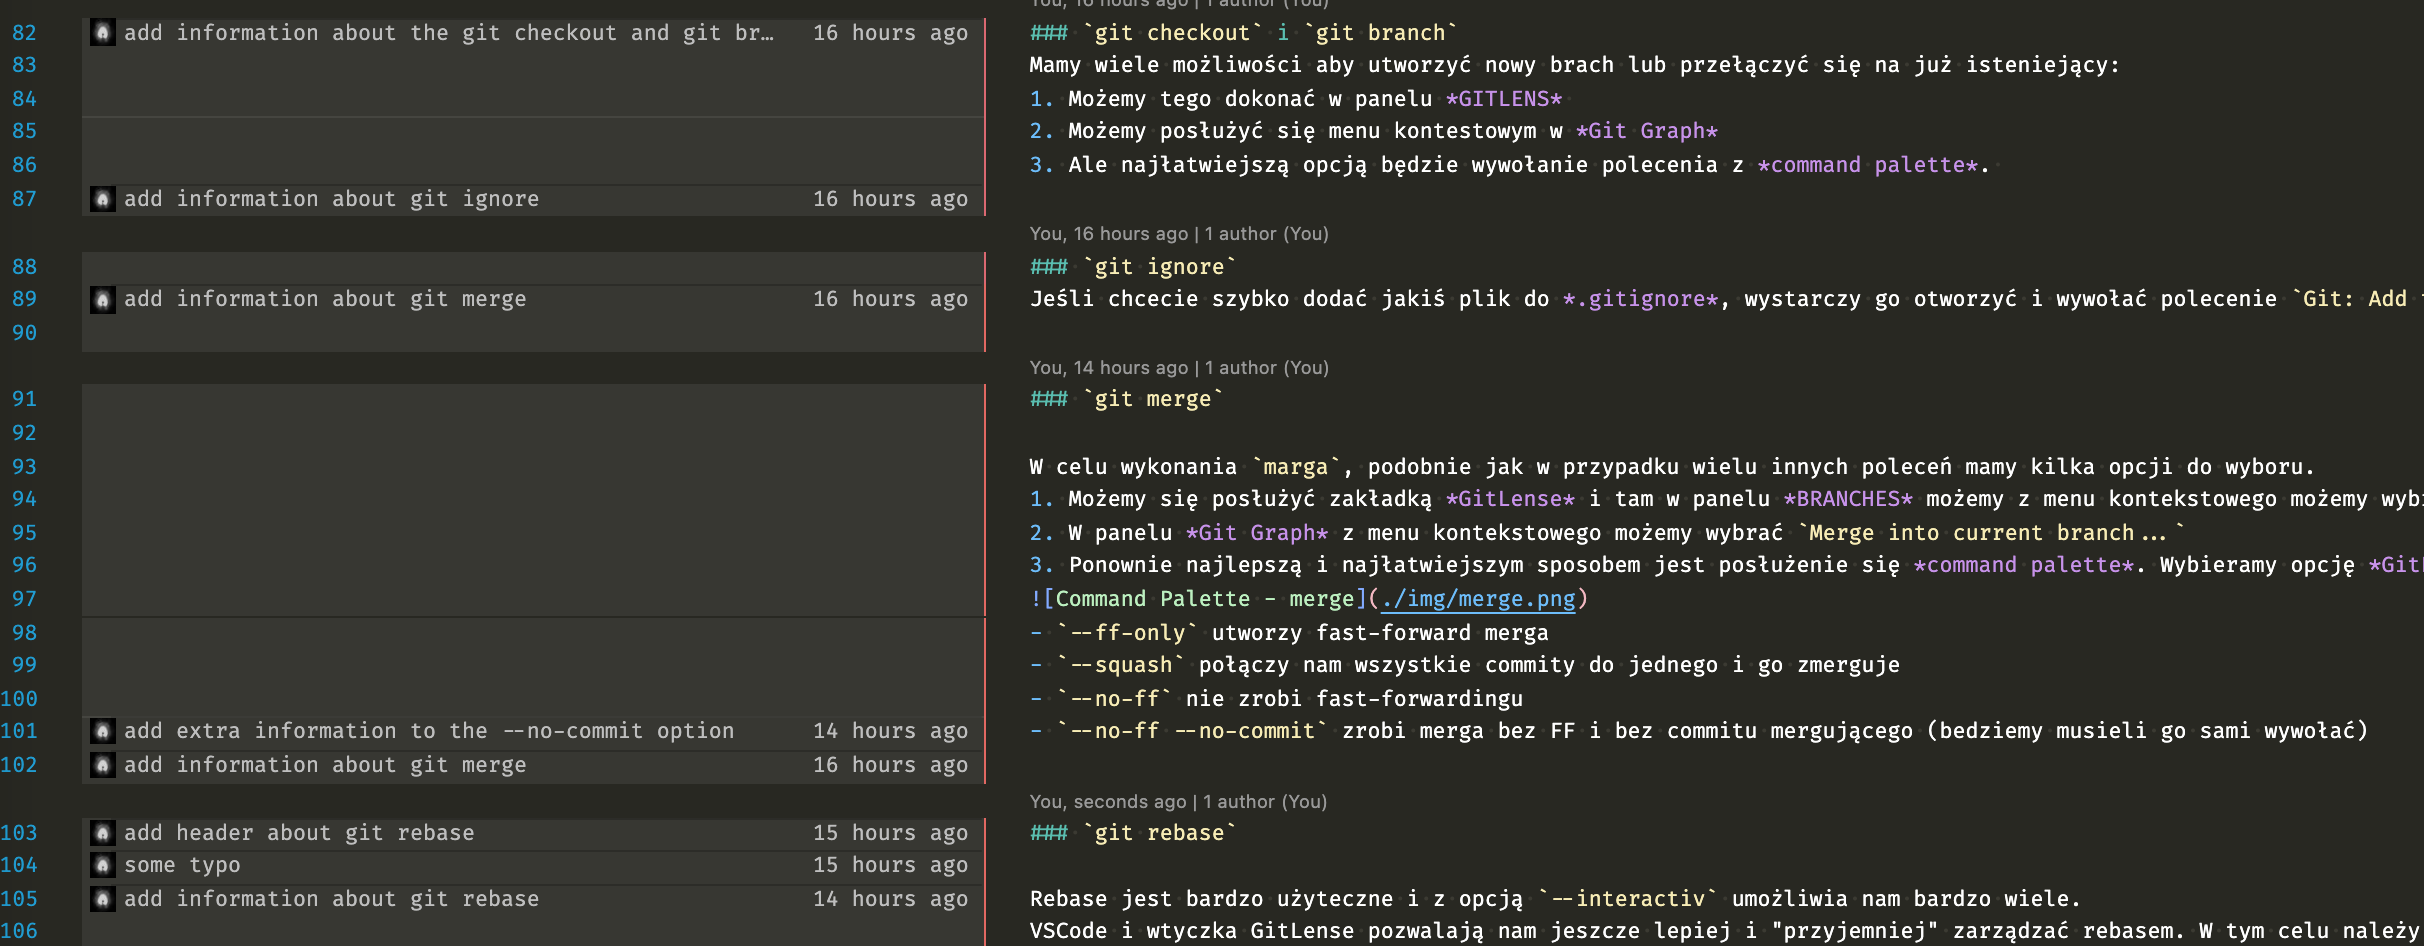 You, 16 hours ago | 1 author (You)
82 add information about the git checkout and git br… 16 hours ago ### `git checkout` i `git branch`
83 Mamy wiele możliwości aby utworzyć nowy brach lub przełączyć się na już isteniejący:
84 1. Możemy tego dokonać w panelu *GITLENS*
85 2. Możemy posłużyć się menu kontestowym w *Git Graph*
86 3. Ale najłatwiejszą opcją będzie wywołanie polecenia z *command palette*.
87 add information about git ignore 16 hours ago
You, 16 hours ago | 1 author (You)
88 ### `git ignore`
89 add information about git merge 16 hours ago Jeśli chcecie szybko dodać jakiś plik do *.gitignore*, wystarczy go otworzyć i wywołać polecenie `Git: Add
90
You, 14 hours ago | 1 author (You)
91 ### `git merge`
92
93 W celu wykonania `marga`, podobnie jak w przypadku wielu innych poleceń mamy kilka opcji do wyboru.
94 1. Możemy się posłużyć zakładką *GitLense* i tam w panelu *BRANCHES* możemy z menu kontekstowego możemy wybi
95 2. W panelu *Git Graph* z menu kontekstowego możemy wybrać `Merge into current branch...`
96 3. Ponownie najlepszą i najłatwiejszym sposobem jest posłużenie się *command palette*. Wybieramy opcję *Git
97 ![Command Palette - merge](./img/merge.png)
98 - `--ff-only` utworzy fast-forward merga
99 - `--squash` połączy nam wszystkie commity do jednego i go zmerguje
100 - `--no-ff` nie zrobi fast-forwardingu
101 add extra information to the --no-commit option 14 hours ago - `--no-ff --no-commit` zrobi merga bez FF i bez commitu mergującego (bedziemy musieli go sami wywołać)
102 add information about git merge 16 hours ago
You, seconds ago | 1 author (You)
103 add header about git rebase 15 hours ago ### `git rebase`
104 some typo 15 hours ago
105 add information about git rebase 14 hours ago Rebase jest bardzo użyteczne i z opcją `--interactiv` umożliwia nam bardzo wiele.
106 VSCode i wtyczka GitLense pozwalają nam jeszcze lepiej i "przyjemniej" zarządzać rebasem. W tym celu należy